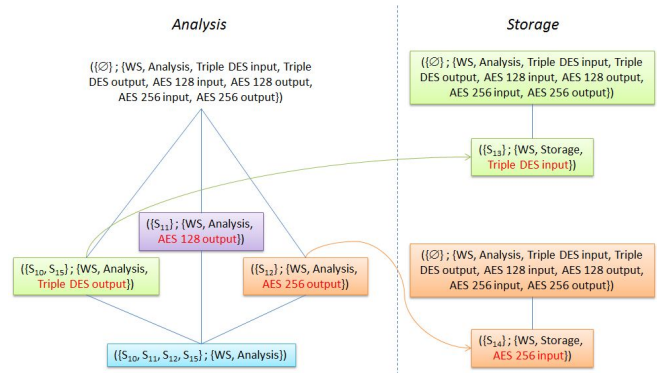 Analysis
({∅} ; {WS, Analysis, Triple DES input, Triple
DES output, AES 128 input, AES 128 output,
AES 256 input, AES 256 output})
({S11} ; {WS, Analysis,
AES 128 output})
({S10, S15} ; {WS, Analysis,
Triple DES output})
({S12} ; {WS, Analysis,
AES 256 output})
({S10, S11, S12, S15} ; {WS, Analysis})
Storage
({∅} ; {WS, Analysis, Triple DES input, Triple
DES output, AES 128 input, AES 128 output,
AES 256 input, AES 256 output})
({S13} ; {WS, Storage,
Triple DES input})
({∅} ; {WS, Analysis, Triple DES input, Triple
DES output, AES 128 input, AES 128 output,
AES 256 input, AES 256 output})
({S14} ; {WS, Storage,
AES 256 input})